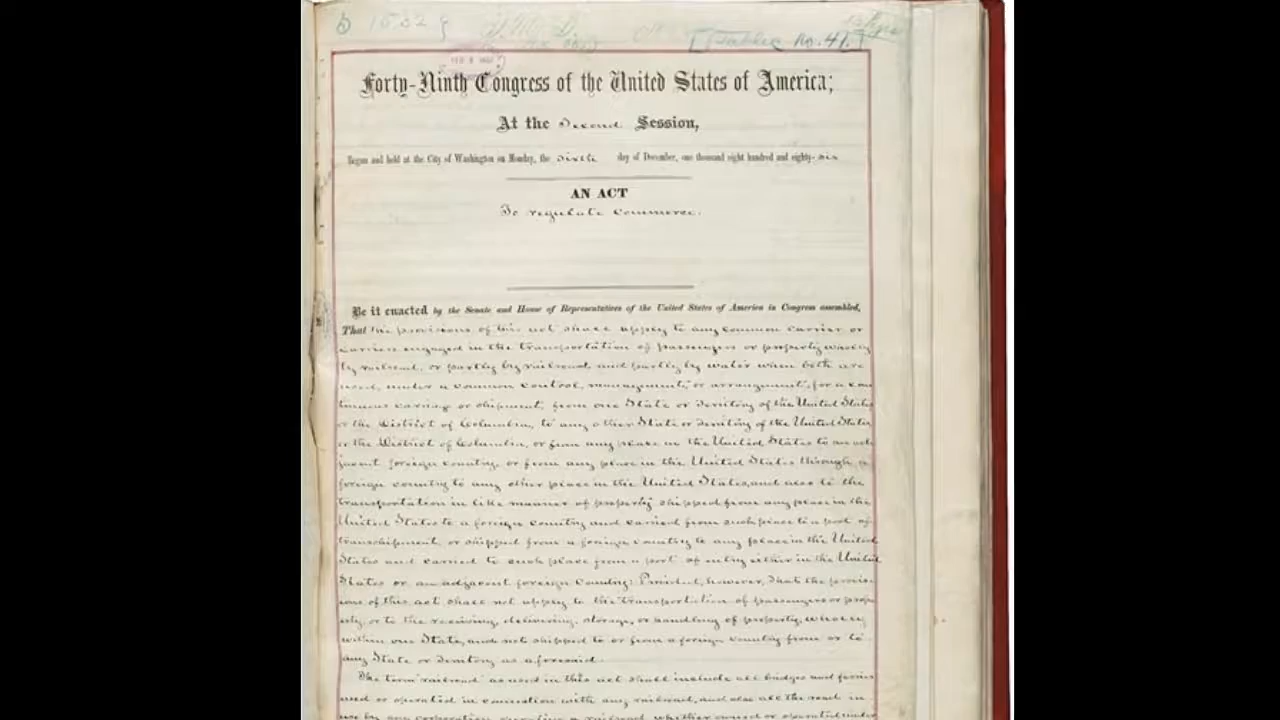 [Public No. 41.]
Forty-Ninth Congress of the United States of America;
At the Second Session,
Begun and held at the City of Washington on Monday, the sixth day of December, one thousand eight hundred and eighty-six
AN ACT
To regulate commerce.
Be it enacted by the Senate and House of Representatives of the United States of America in Congress assembled,
That the provisions of this act shall apply to any common carrier or
carriers engaged in the transportation of passengers or property wholly
by railroad, or partly by railroad and partly by water when both are
used, under a common control, management, or arrangement, for a con
tinuous carriage or shipment, from one State or Territory of the United States
or the District of Columbia, to any other State or Territory of the United States,
or the District of Columbia, or from any place in the United States to an ad
jacent foreign country, or from any place in the United States through a
foreign country to any other place in the United States, and also to the
transportation in like manner of property shipped from any place in the
United States to a foreign country and carried from such place to a port of
transshipment, or shipped from a foreign country to any place in the United
States and carried to such place from a port of entry either in the United
States or an adjacent foreign country: Provided, however, That the provis
ions of this act shall not apply to the transportation of passengers or prop
erty, or to the receiving, delivering, storage, or handling of property, wholly
within one State, and not shipped to or from a foreign country from or to
any State or Territory as aforesaid.
The term "railroad" as used in this act shall include all bridges and ferries
used or operated in connection with any railroad, and also all the road in
use by any corporation operating a railroad, whether owned or operated under